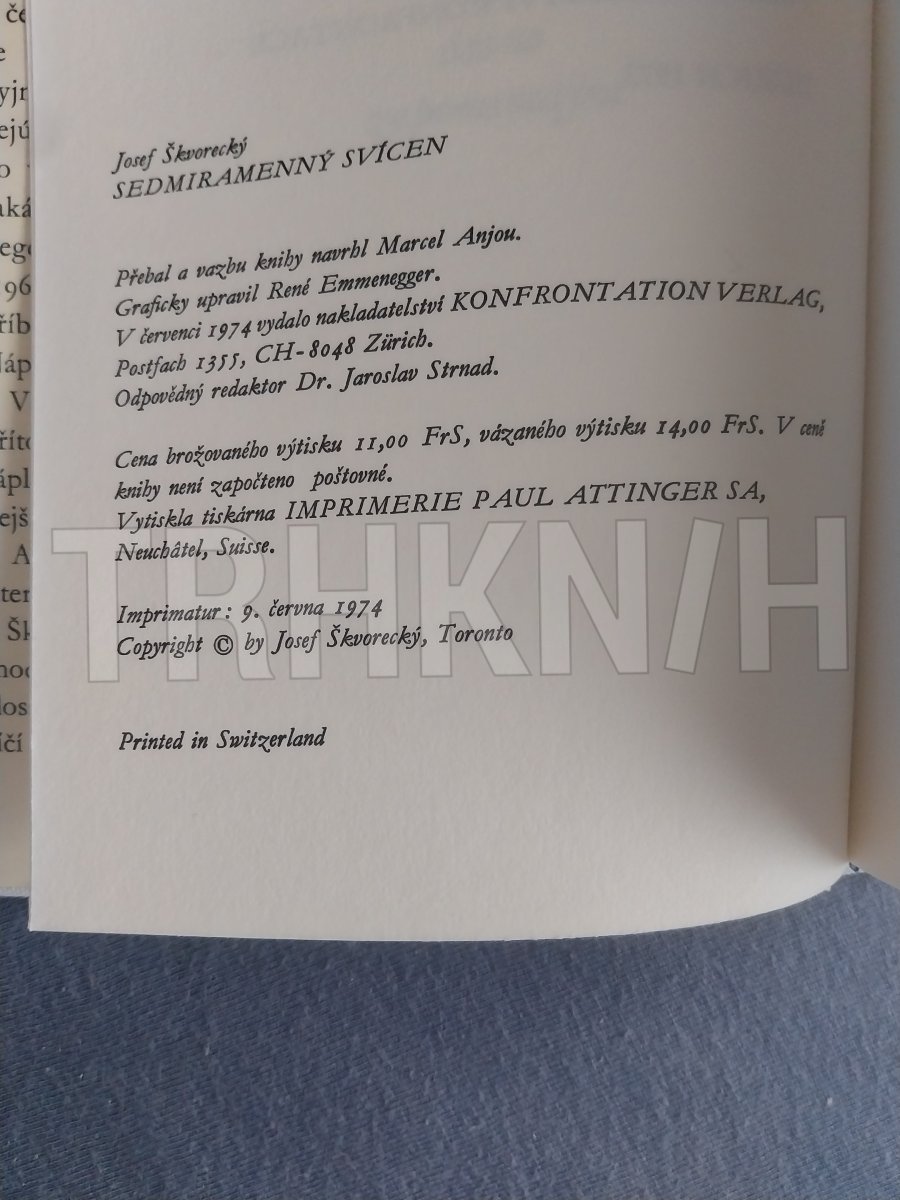 Josef Škvorecký
SEDMIRAMENNÝ SVÍCEN
Přebal a vazbu knihy navrhl Marcel Anjou.
Graficky upravil René Emmenegger.
V červenci 1974 vydalo nakladatelství KONFRONTATION VERLAG,
Postfach 1355, CH-8048 Zürich.
Odpovědný redaktor Dr. Jaroslav Strnad.
Cena brožovaného výtisku 11,00 FrS, vázaného výtisku 14,00 FrS. V ceně
knihy není započteno poštovné.
Vytiskla tiskárna IMPRIMERIE PAUL ATTINGER SA,
Neuchâtel, Suisse.
TRHKNIH
Imprimatur: 9. června 1974
Copyright © by Josef Škvorecký, Toronto
Printed in Switzerland